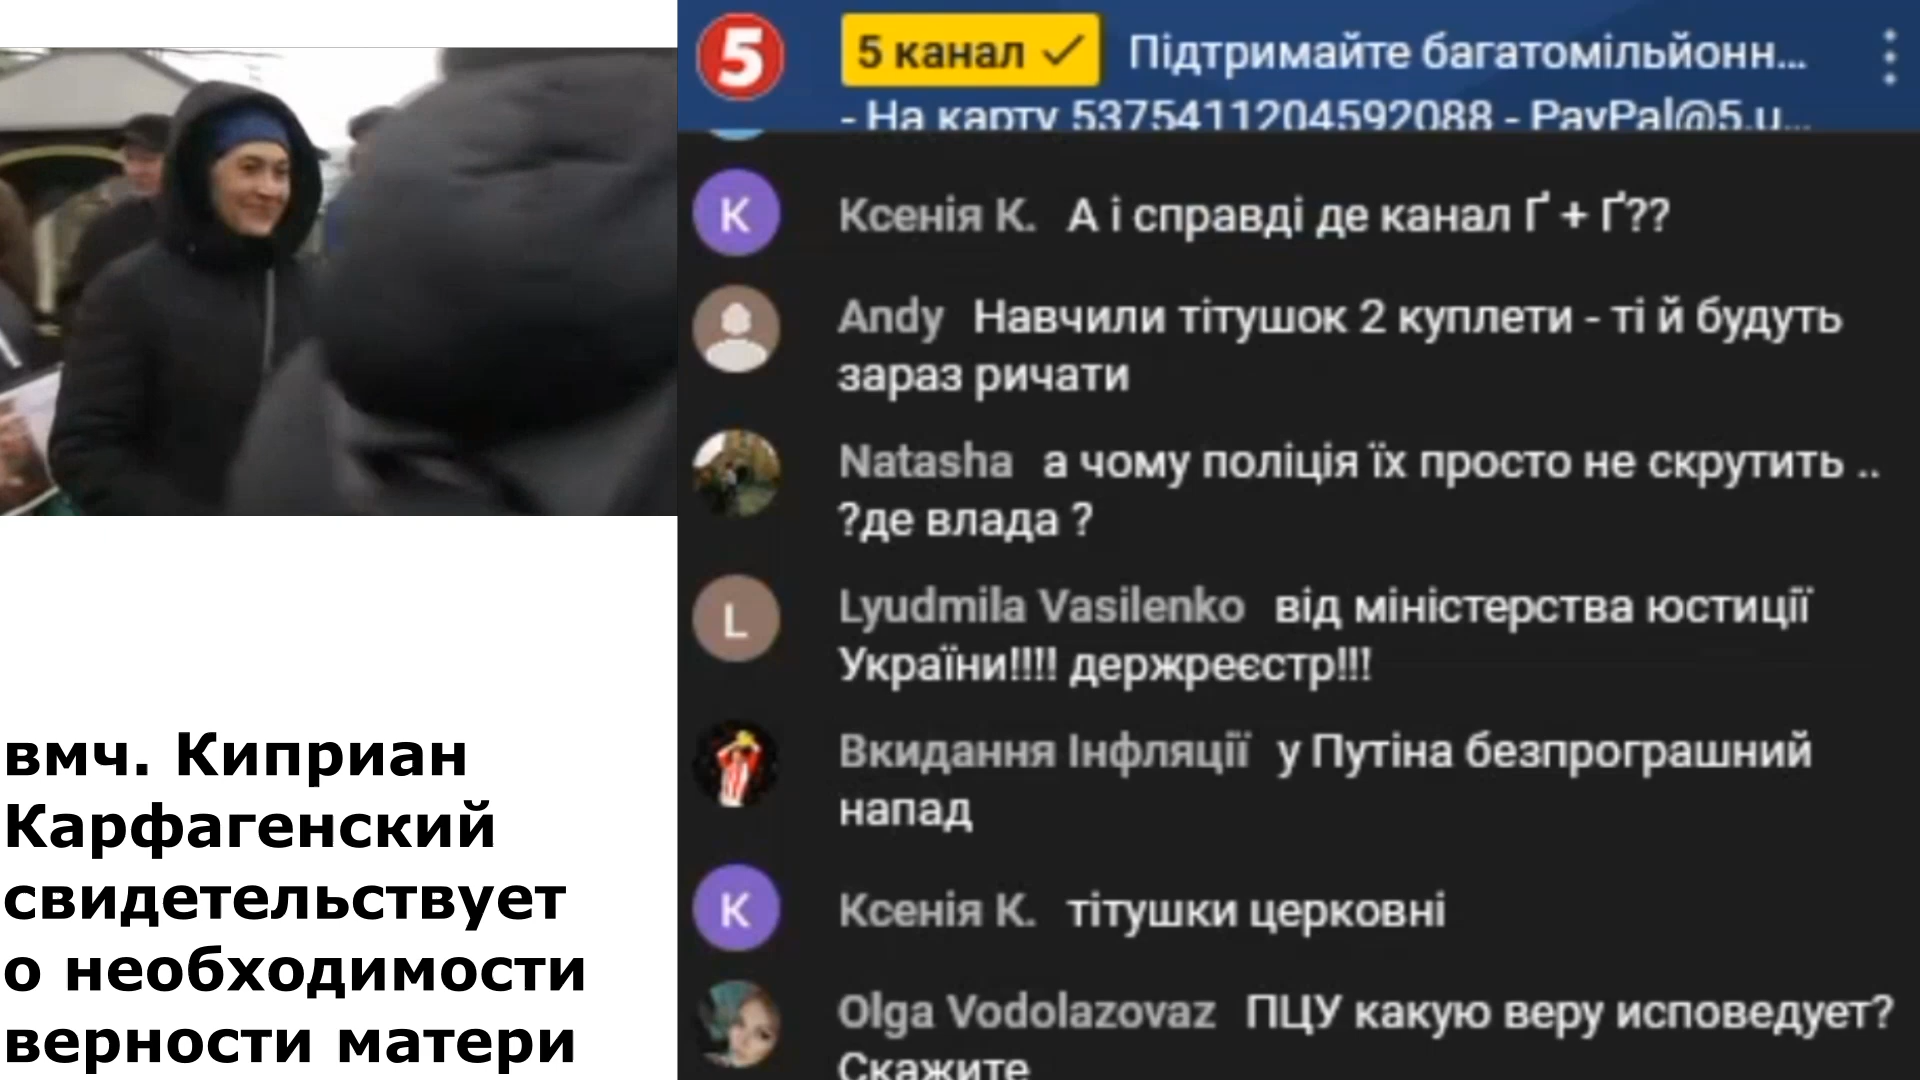 5 канал Підтримайте багатомільйонн...
- На карту 5375411204592088 - PayPal@5.u...
Ксенія К. А і справді де канал Ґ + Ґ??
Andy Навчили тітушок 2 куплети - ті й будуть
зараз ричати
Natasha а чому поліція їх просто не скрутить ..
?де влада ?
Lyudmila Vasilenko від міністерства юстиції
України!!!! держреєстр!!!
Вкидання Інфляції у Путіна безпрограшний
напад
Ксенія К. тітушки церковні
Olga Vodolazovaz ПЦУ какую веру исповедует?
Скажите
вмч. Киприан
Карфагенский
свидетельствует
о необходимости
верности матери